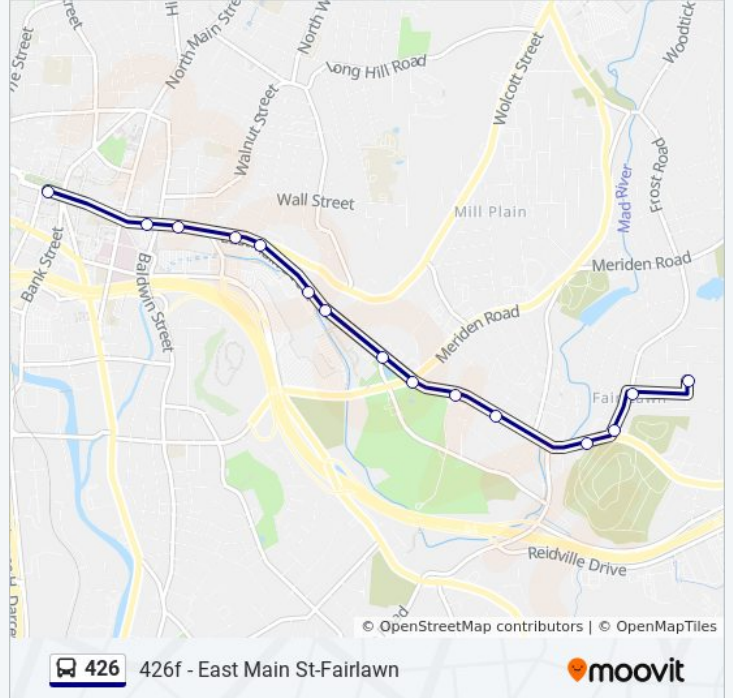 North Main Stre
North W
Woodtick
Long Hill Road
Wolcott Street
Walnut Street
Wall Street
Mill Plain
Mad River
Frost Road
Bank Street
Baldwin Street
Meriden Road
Meriden Road
Reidville Drive
© OpenStreetMap contributors | © OpenMapTiles
426 426f - East Main St-Fairlawn
moovit